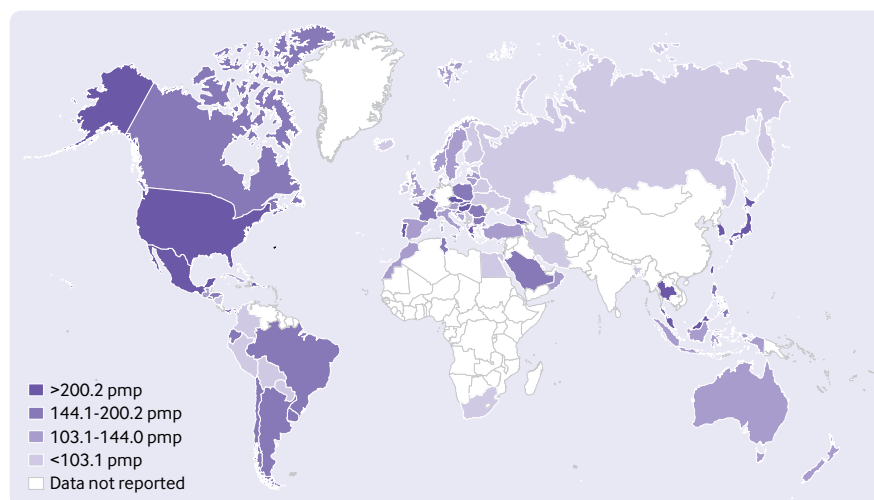 >200.2 pmp
144.1-200.2 pmp
103.1-144.0 pmp
<103.1 pmp
Data not reported